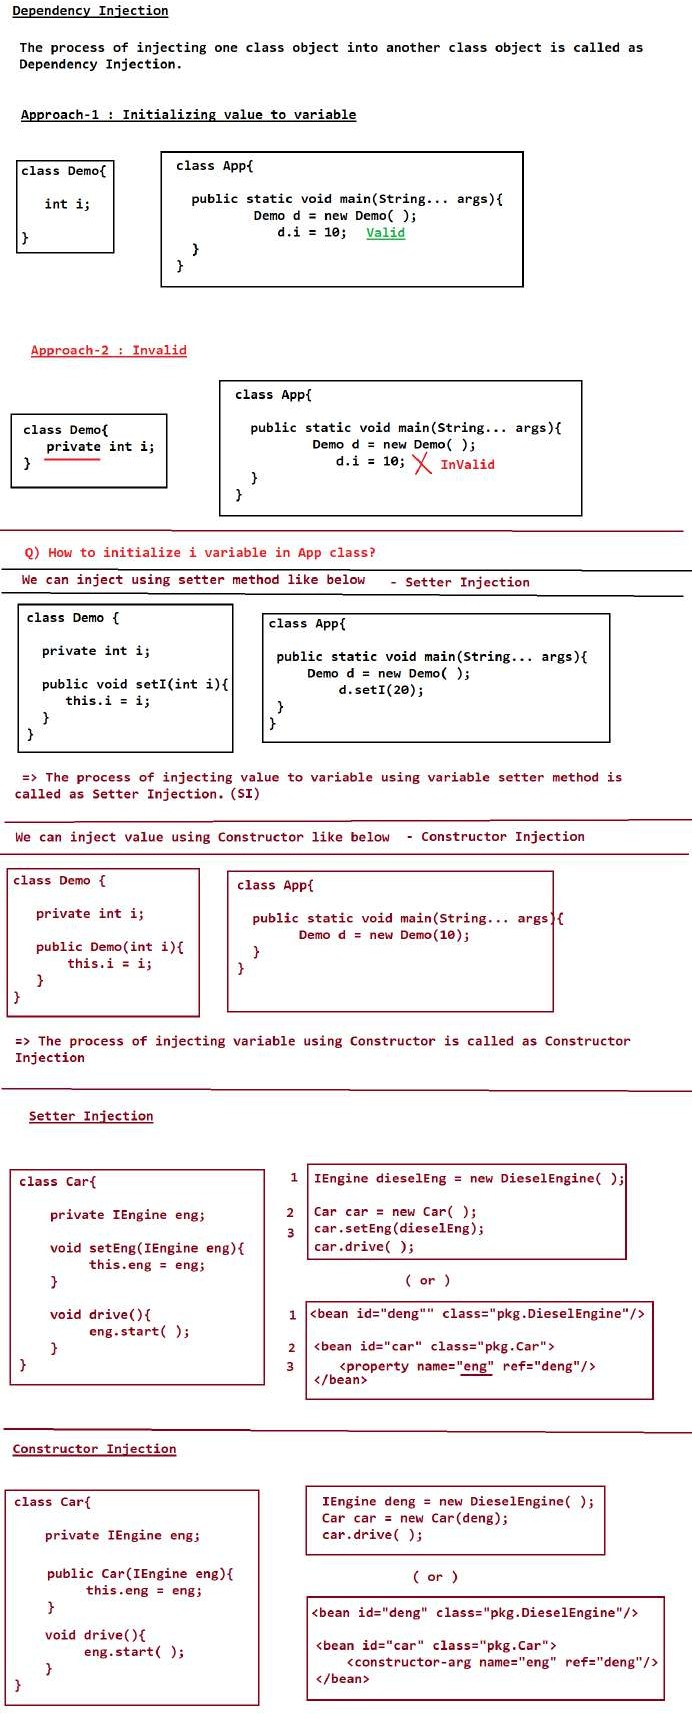 Dependency Injection
The process of injecting one class object into another class object is called as
Dependency Injection.
Approach-1 : Initializing value to variable
class Demo{
int i;
}
class App{
public static void main(String... args){
Demo d = new Demo( );
d.i = 10; Valid
}
}
Approach-2 : Invalid
class Demo{
private int i;
}
class App{
public static void main(String... args){
Demo d = new Demo( );
d.i = 10; InValid
}
}
Q) How to initialize i variable in App class?
We can inject using setter method like below - Setter Injection
class Demo {
private int i;
public void setI(int i){
this.i = i;
}
}
class App{
public static void main(String... args){
Demo d = new Demo( );
d.setI(20);
}
}
=> The process of injecting value to variable using variable setter method is
called as Setter Injection. (SI)
We can inject value using Constructor like below - Constructor Injection
class Demo {
private int i;
public Demo(int i){
this.i = i;
}
}
class App{
public static void main(String... args){
Demo d = new Demo(10);
}
}
=> The process of injecting variable using Constructor is called as Constructor
Injection
Setter Injection
class Car{
private IEngine eng;
void setEng(IEngine eng){
this.eng = eng;
}
void drive(){
eng.start( );
}
}
1 IEngine dieselEng = new DieselEngine( );
2 Car car = new Car( );
3 car.setEng(dieselEng);
car.drive( );
( or )
1 <bean id="deng"" class="pkg.DieselEngine"/>
2 <bean id="car" class="pkg.Car">
3 <property name="eng" ref="deng"/>
</bean>
Constructor Injection
class Car{
private IEngine eng;
public Car(IEngine eng){
this.eng = eng;
}
void drive(){
eng.start( );
}
}
IEngine deng = new DieselEngine( );
Car car = new Car(deng);
car.drive( );
( or )
<bean id="deng" class="pkg.DieselEngine"/>
<bean id="car" class="pkg.Car">
<constructor-arg name="eng" ref="deng"/>
</bean>